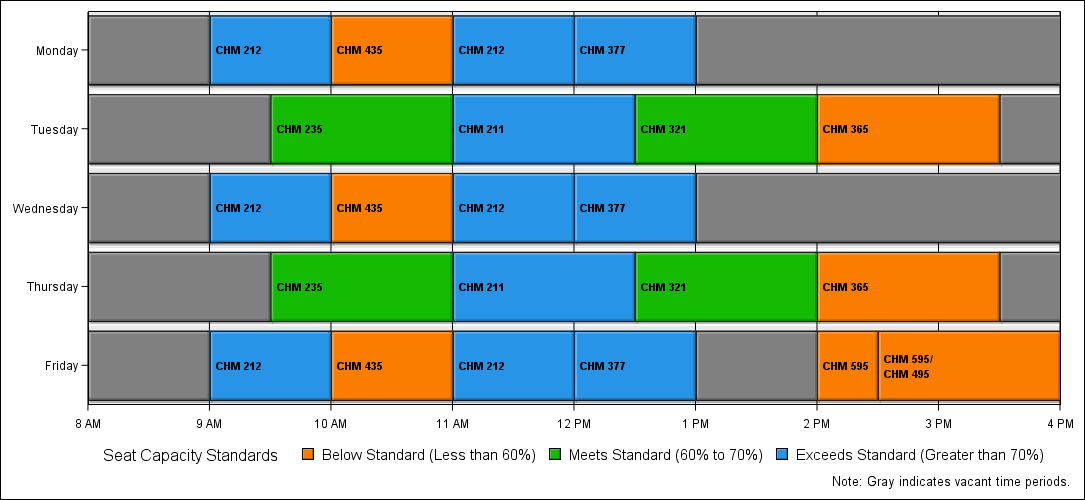 Monday CHM 212 CHM 435 CHM 212 CHM 377
Tuesday CHM 235 CHM 211 CHM 321 CHM 365
Wednesday CHM 212 CHM 435 CHM 212 CHM 377
Thursday CHM 235 CHM 211 CHM 321 CHM 365
Friday CHM 212 CHM 435 CHM 212 CHM 377 CHM 595 CHM 595/
CHM 495
8 AM 9 AM 10 AM 11 AM 12 PM 1 PM 2 PM 3 PM 4 PM
Seat Capacity Standards Below Standard (Less than 60%) Meets Standard (60% to 70%) Exceeds Standard (Greater than 70%)
Note: Gray indicates vacant time periods.